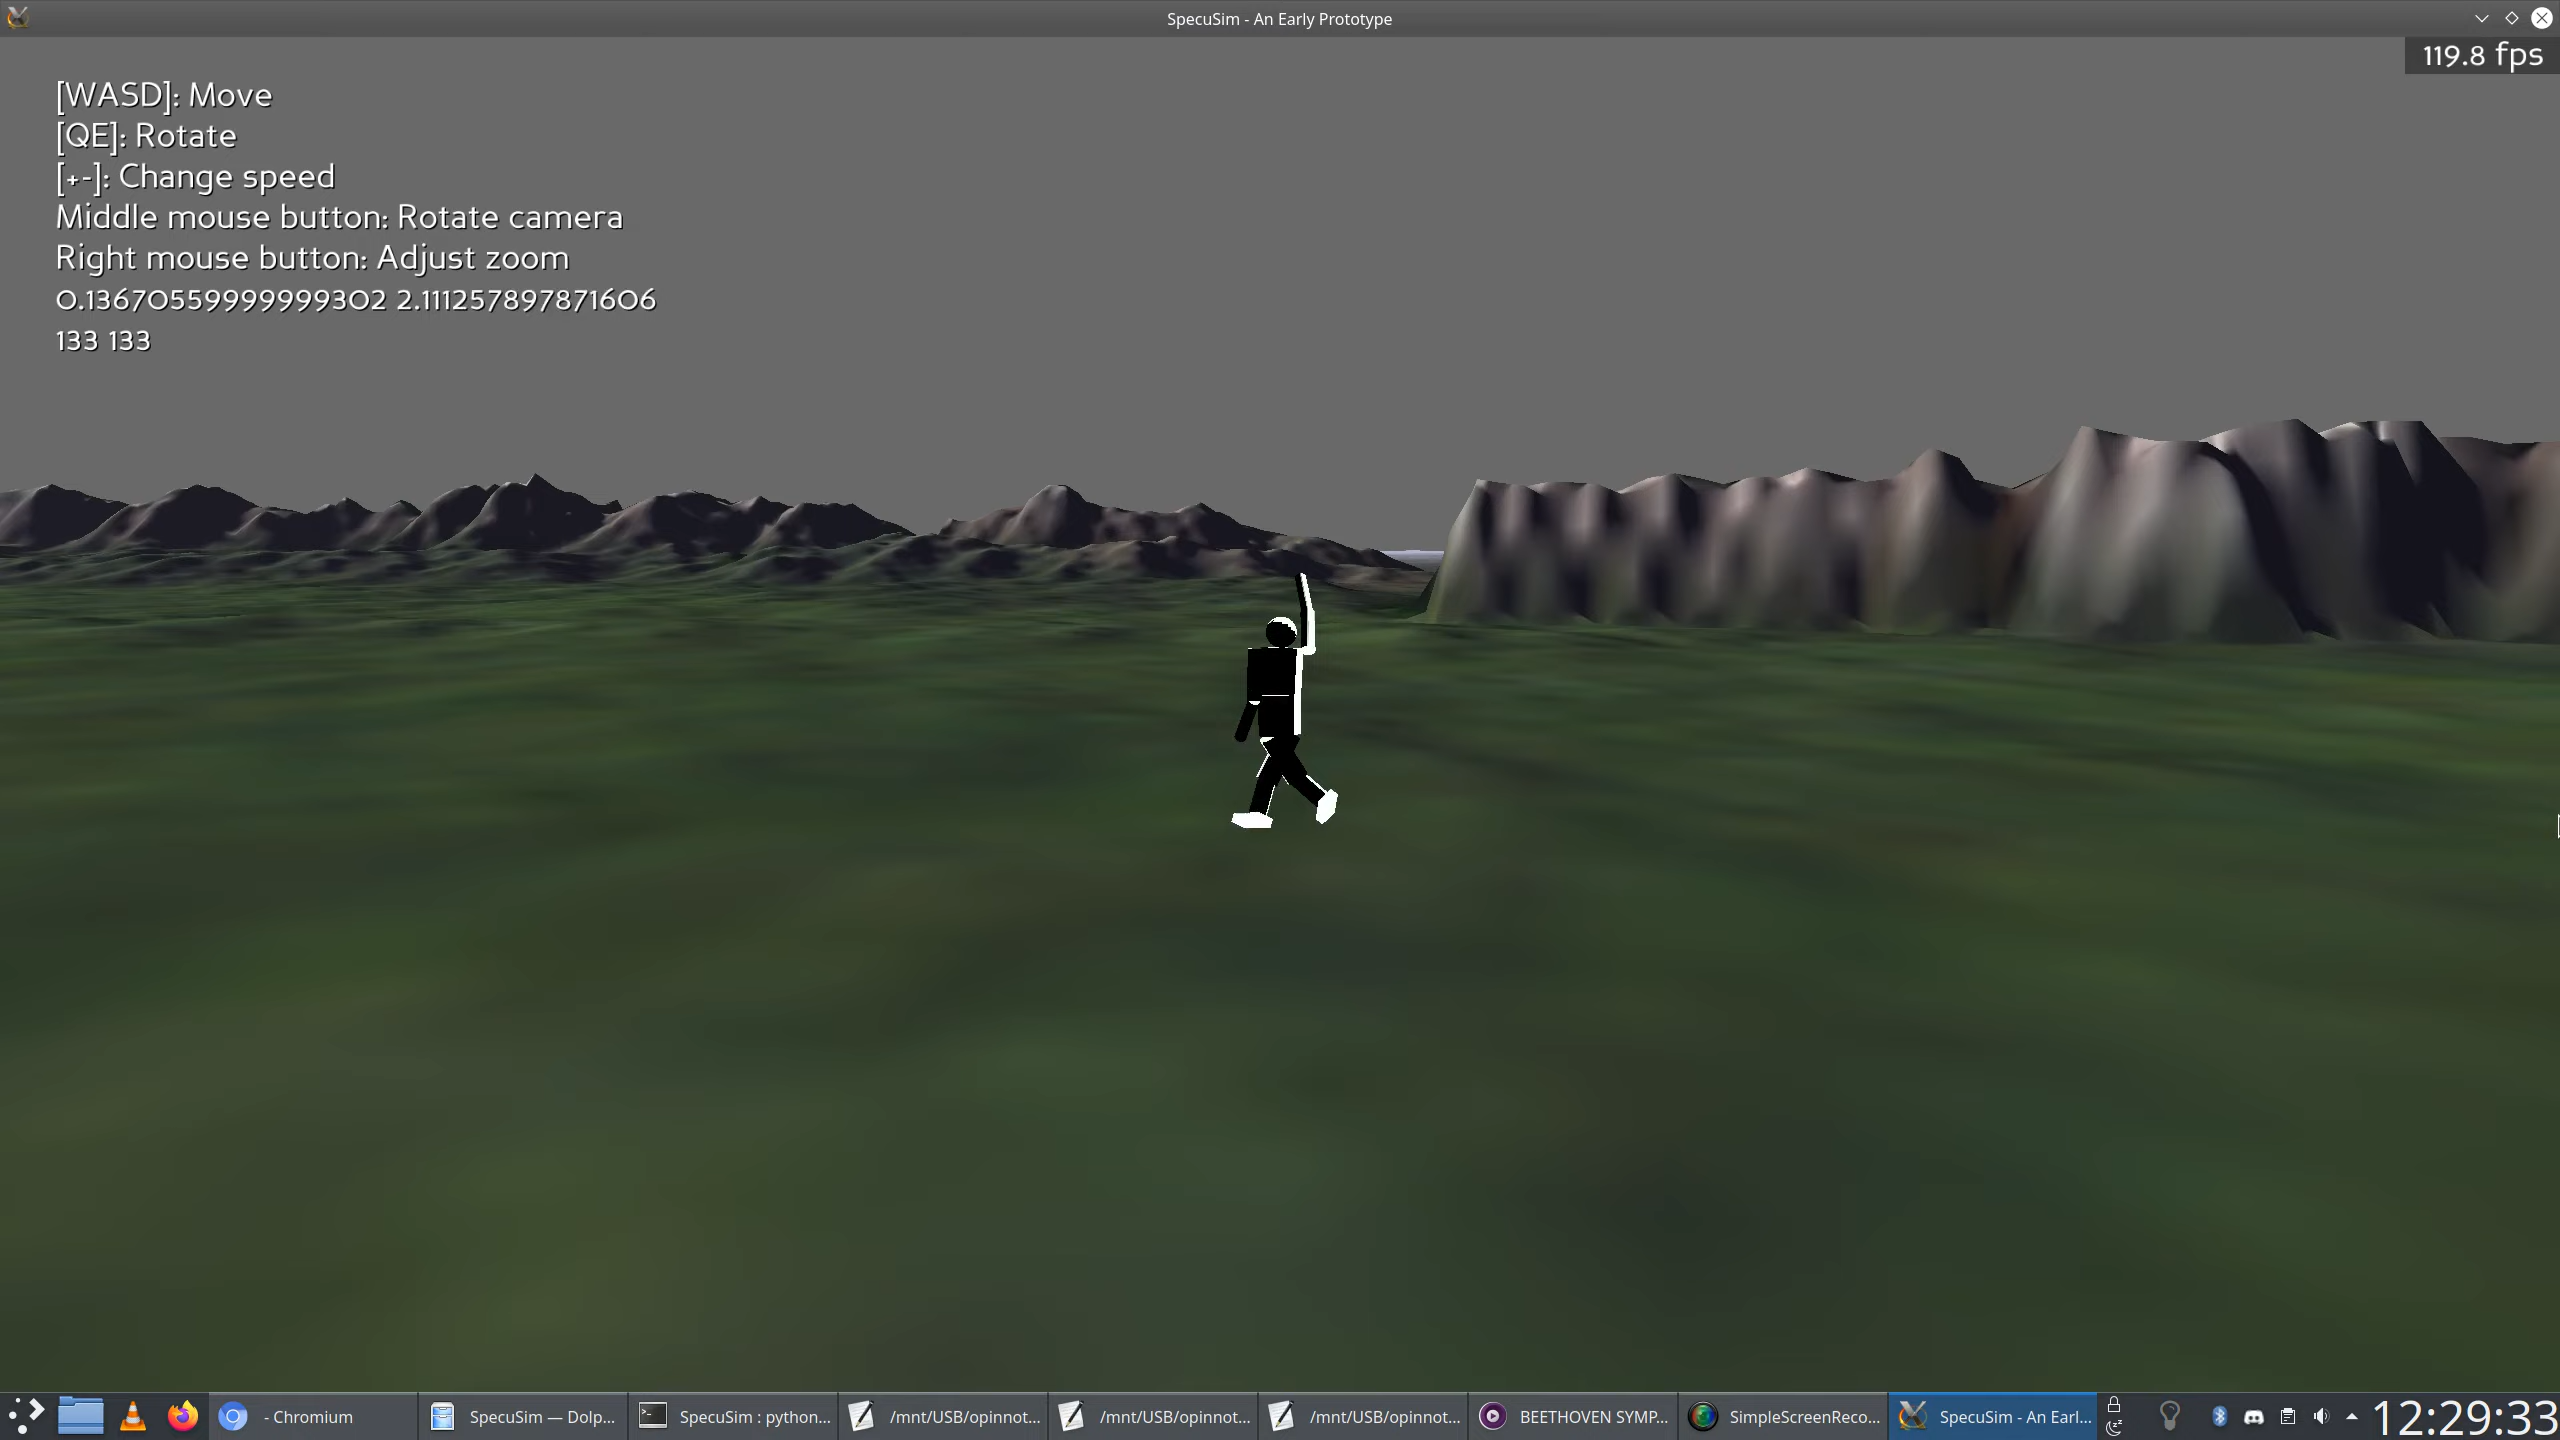 SpecuSim - An Early Prototype
119.8 fps
[WASD]: Move
[QE]: Rotate
[+-]: Change speed
Middle mouse button: Rotate camera
Right mouse button: Adjust zoom
0.13670559999999302 2.111257897871606
133 133
- Chromium
SpecuSim — Dolp...
SpecuSim : python...
/mnt/USB/opinnot...
/mnt/USB/opinnot...
/mnt/USB/opinnot...
BEETHOVEN SYMP...
SimpleScreenReco...
SpecuSim - An Earl...
12:29:33